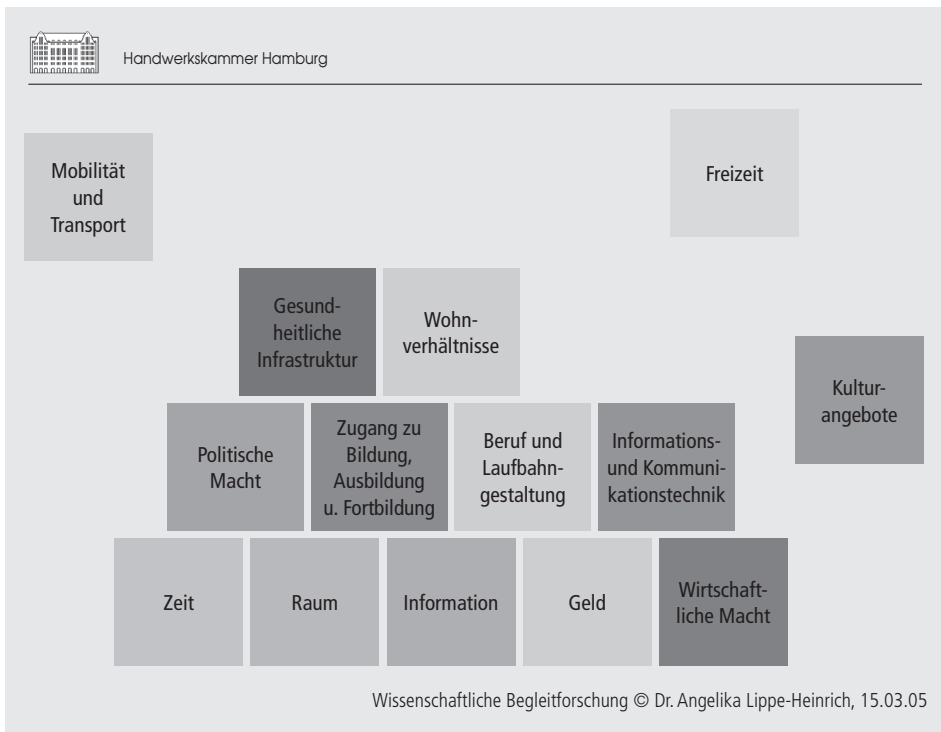 Handwerkskammer Hamburg
Mobilität
und
Transport
Freizeit
Gesund-
heitliche
Infrastruktur
Wohn-
verhältnisse
Kultur-
angebote
Politische
Macht
Zugang zu
Bildung,
Ausbildung
u. Fortbildung
Beruf und
Laufbahn-
gestaltung
Informations-
und Kommuni-
kationstechnik
Zeit
Raum
Information
Geld
Wirtschaft-
liche Macht
Wissenschaftliche Begleitforschung © Dr. Angelika Lippe-Heinrich, 15.03.05